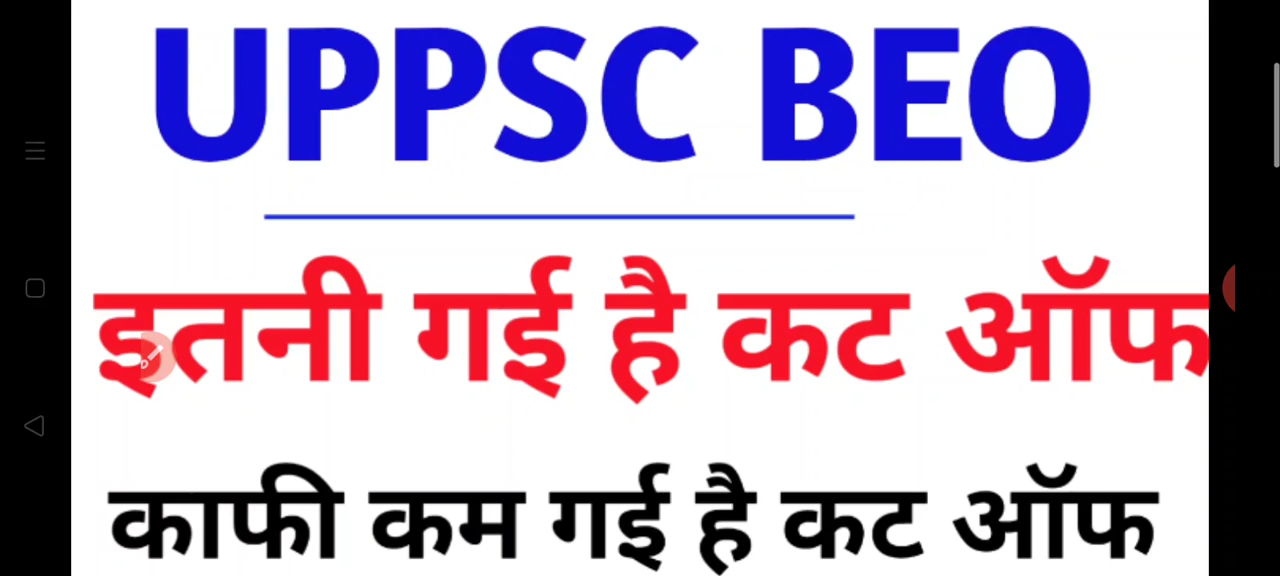 UPPSC BEO
इतनी गई है कट ऑफ
काफी कम गई है कट ऑफ